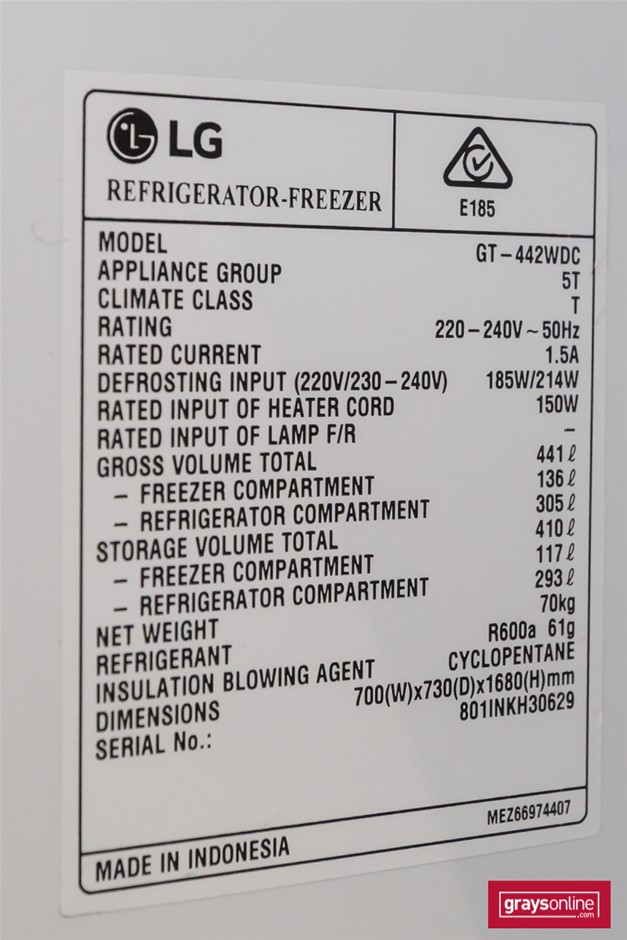 LG
REFRIGERATOR-FREEZER
E185
MODEL GT-442WDC
APPLIANCE GROUP 5T
CLIMATE CLASS T
RATING 220-240V~50Hz
RATED CURRENT 1.5A
DEFROSTING INPUT (220V/230-240V) 185W/214W
RATED INPUT OF HEATER CORD 150W
RATED INPUT OF LAMP F/R –
GROSS VOLUME TOTAL 441ℓ
– FREEZER COMPARTMENT 136ℓ
– REFRIGERATOR COMPARTMENT 305ℓ
STORAGE VOLUME TOTAL 410ℓ
– FREEZER COMPARTMENT 117ℓ
– REFRIGERATOR COMPARTMENT 293ℓ
NET WEIGHT 70kg
REFRIGERANT R600a 61g
INSULATION BLOWING AGENT CYCLOPENTANE
DIMENSIONS 700(W)x730(D)x1680(H)mm
SERIAL No.: 801INKH30629
MEZ66974407
MADE IN INDONESIA
graysonline.com